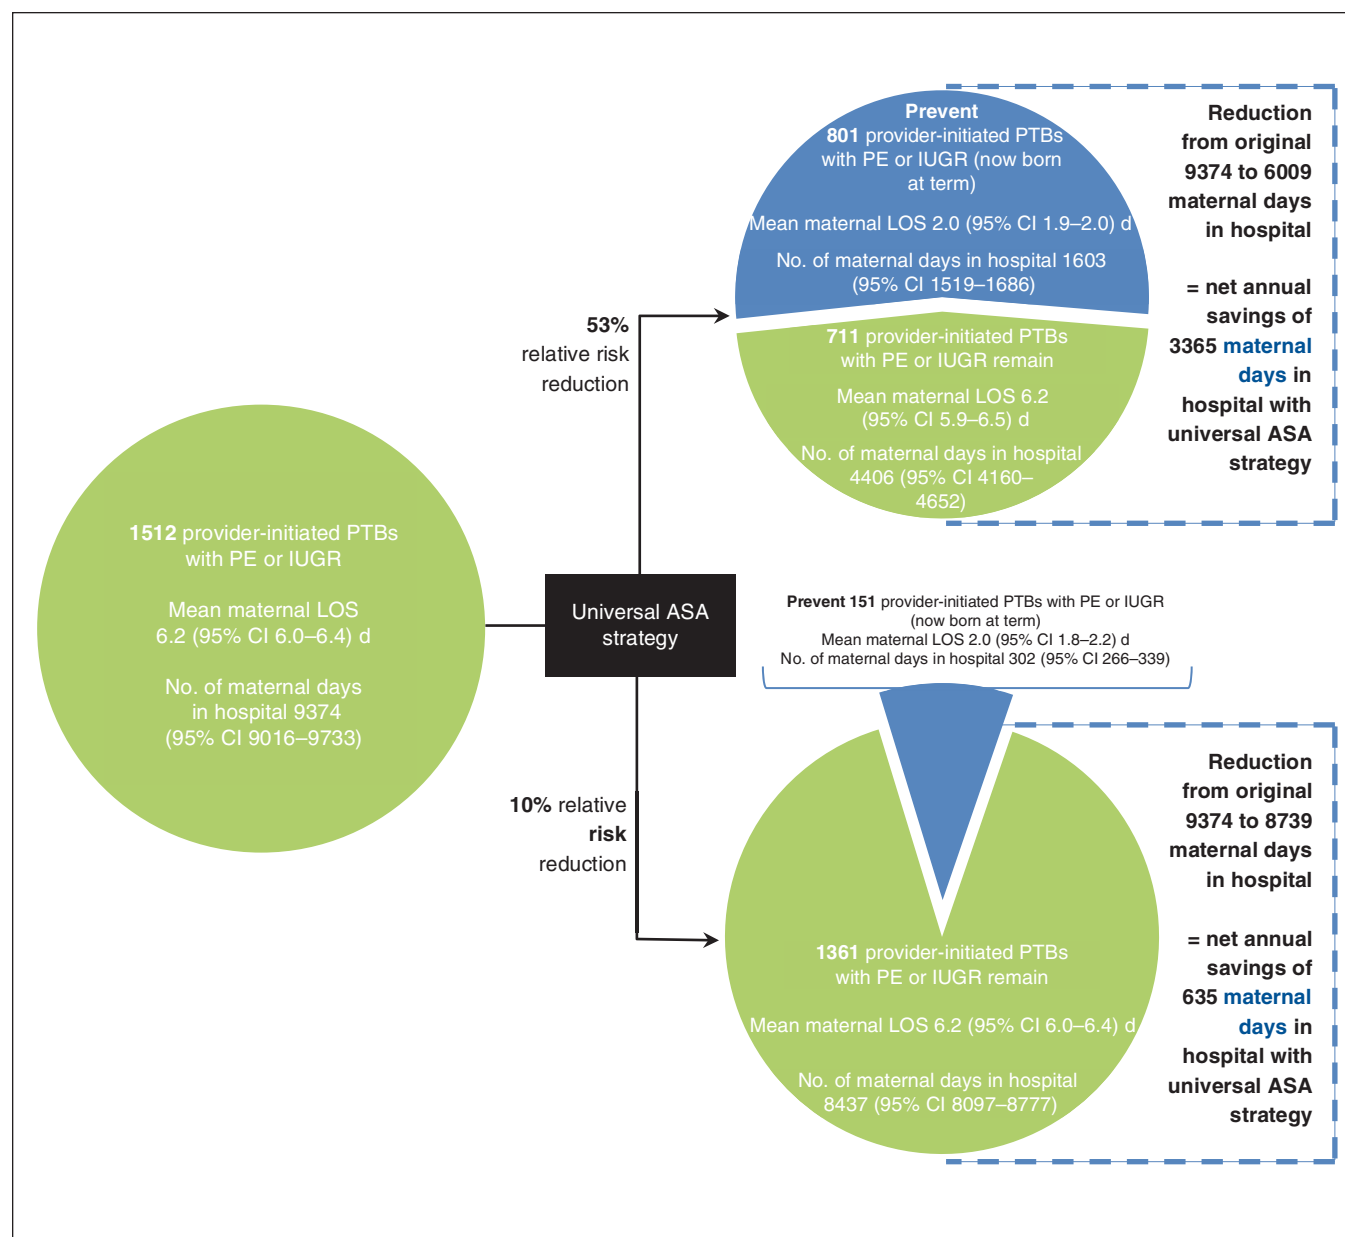 1512 provider-initiated PTBs
with PE or IUGR
Mean maternal LOS
6.2 (95% CI 6.0–6.4) d
No. of maternal days
in hospital 9374
(95% CI 9016–9733)
Universal ASA
strategy
53%
relative risk
reduction
Prevent
801 provider-initiated PTBs
with PE or IUGR (now born
at term)
Mean maternal LOS 2.0 (95% CI 1.9–2.0) d
No. of maternal days in hospital 1603
(95% CI 1519–1686)
711 provider-initiated PTBs
with PE or IUGR remain
Mean maternal LOS 6.2
(95% CI 5.9–6.5) d
No. of maternal days in hospital
4406 (95% CI 4160–
4652)
Reduction
from original
9374 to 6009
maternal days
in hospital
= net annual
savings of
3365 maternal
days in
hospital with
universal ASA
strategy
10% relative
risk
reduction
Prevent 151 provider-initiated PTBs with PE or IUGR
(now born at term)
Mean maternal LOS 2.0 (95% CI 1.8–2.2) d
No. of maternal days in hospital 302 (95% CI 266–339)
1361 provider-initiated PTBs
with PE or IUGR remain
Mean maternal LOS 6.2 (95% CI 6.0–6.4) d
No. of maternal days in hospital
8437 (95% CI 8097–8777)
Reduction
from original
9374 to 8739
maternal days
in hospital
= net annual
savings of
635 maternal
days in
hospital with
universal ASA
strategy